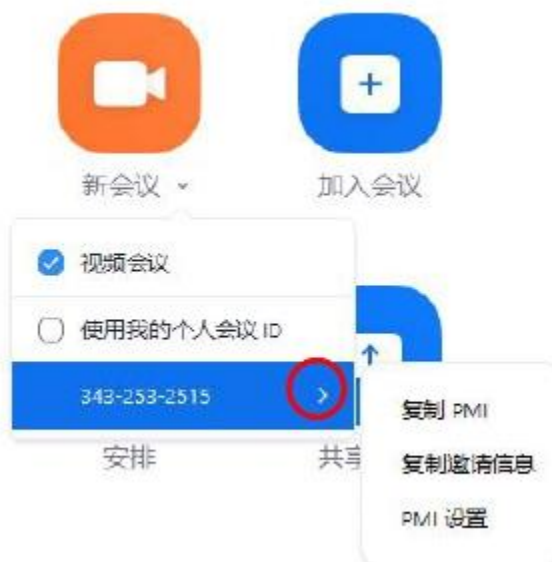 新会议
加入会议
视频会议
使用我的个人会议 ID
343-253-2515
复制 PMI
安排
共享
复制邀请信息
PMI 设置